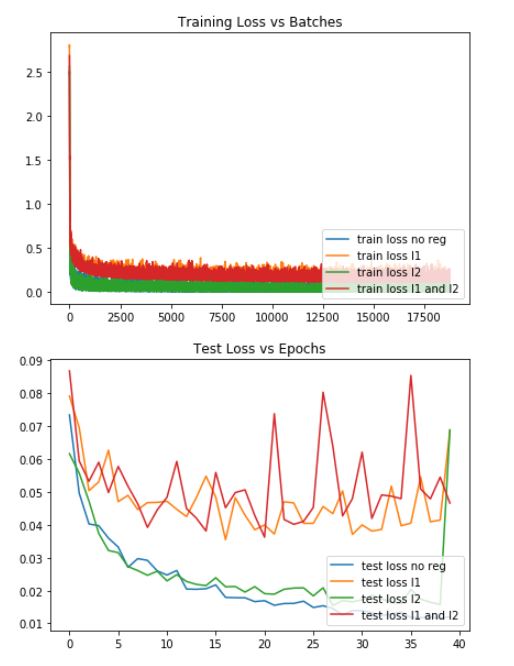 Training Loss vs Batches
2.5
2.0
1.5
1.0
0.5
0.0
train loss no reg
train loss l1
train loss l2
train loss l1 and l2
0 2500 5000 7500 10000 12500 15000 17500
Test Loss vs Epochs
0.09
0.08
0.07
0.06
0.05
0.04
0.03
0.02
0.01
test loss no reg
test loss l1
test loss l2
test loss l1 and l2
0 5 10 15 20 25 30 35 40